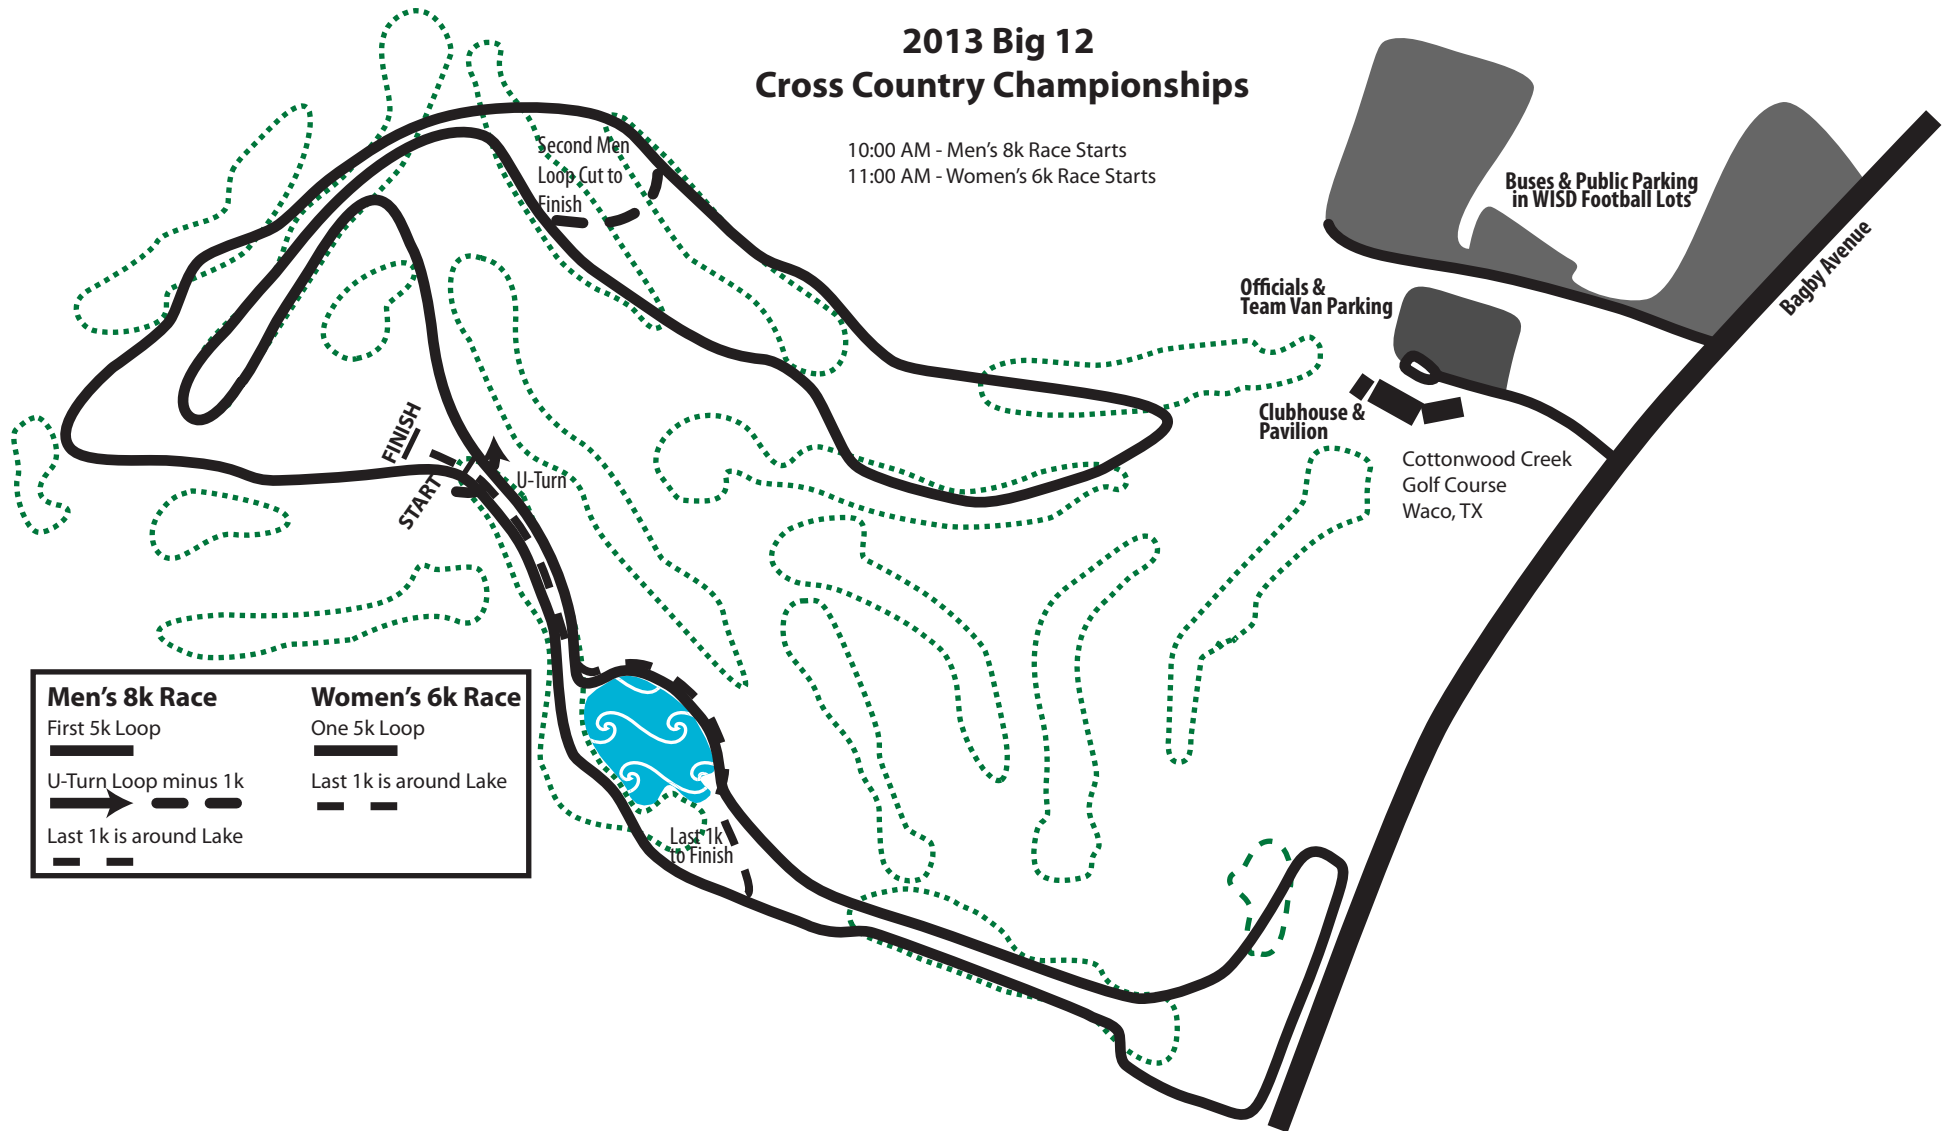 2013 Big 12
Cross Country Championships
10:00 AM - Men's 8k Race Starts
11:00 AM - Women's 6k Race Starts
Second Men
Loop Cut to
Finish
Buses & Public Parking
in WISD Football Lots
Bagby Avenue
Officials &
Team Van Parking
Clubhouse &
Pavilion
Cottonwood Creek
Golf Course
Waco, TX
FINISH
START
U-Turn
Men's 8k Race
First 5k Loop
U-Turn Loop minus 1k
Last 1k is around Lake
Women's 6k Race
One 5k Loop
Last 1k is around Lake
Last 1k
to Finish